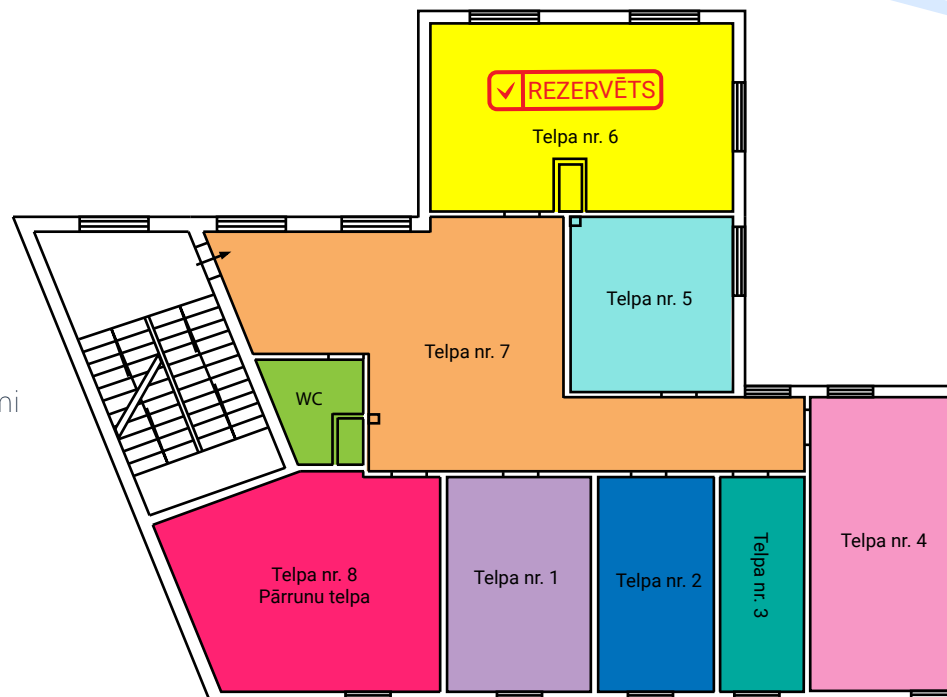 REZERVĒTS
Telpa nr. 6
Telpa nr. 5
Telpa nr. 7
WC
Telpa nr. 4
Telpa nr. 8
Pārrunu telpa
Telpa nr. 1
Telpa nr. 2
Telpa nr. 3